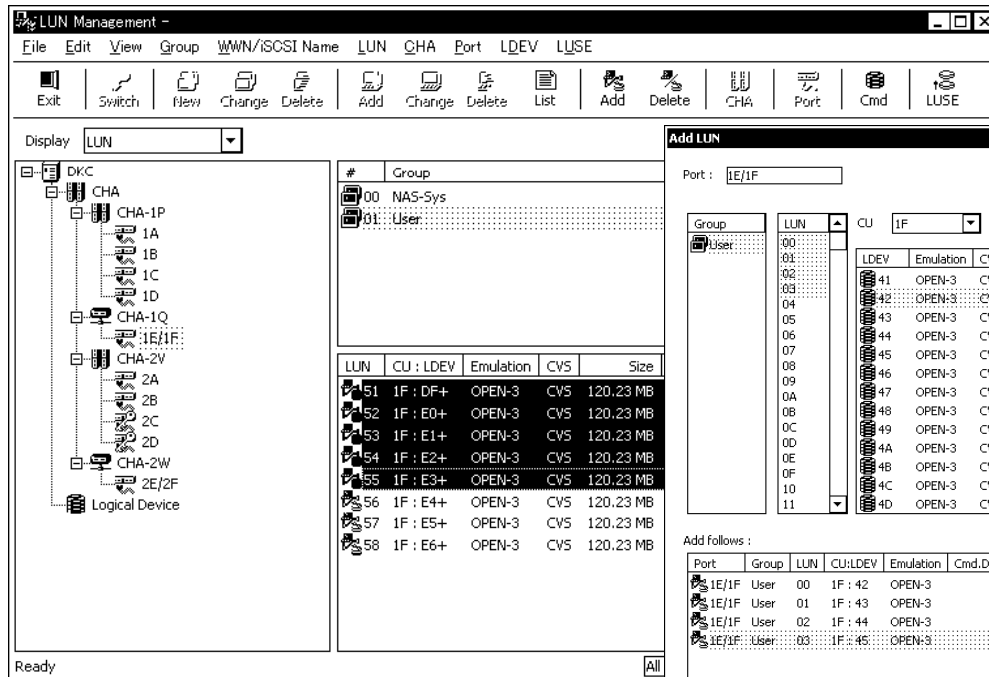 LUN Management -
File Edit View Group WWN/iSCSI Name LUN CHA Port LDEV LUSE
Exit Switch New Change Delete Add Change Delete List Add Delete CHA Port Cmd LUSE
Display LUN
DKC
CHA
CHA-1P
1A
1B
1C
1D
CHA-1Q
1E/1F
CHA-2V
2A
2B
2C
2D
CHA-2W
2E/2F
Logical Device
# Group
00 NAS-Sys
01 User
LUN CU : LDEV Emulation CVS Size
51 1F : DF+ OPEN-3 CVS 120.23 MB
52 1F : E0+ OPEN-3 CVS 120.23 MB
53 1F : E1+ OPEN-3 CVS 120.23 MB
54 1F : E2+ OPEN-3 CVS 120.23 MB
55 1F : E3+ OPEN-3 CVS 120.23 MB
56 1F : E4+ OPEN-3 CVS 120.23 MB
57 1F : E5+ OPEN-3 CVS 120.23 MB
58 1F : E6+ OPEN-3 CVS 120.23 MB
Add LUN
Port : 1E/1F
Group
User
LUN
00
01
02
03
04
05
06
07
08
09
0A
0B
0C
0D
0E
0F
10
11
CU 1F
LDEV Emulation
41 OPEN-3
42 OPEN-3
43 OPEN-3
44 OPEN-3
45 OPEN-3
46 OPEN-3
47 OPEN-3
48 OPEN-3
49 OPEN-3
4A OPEN-3
4B OPEN-3
4C OPEN-3
4D OPEN-3
Add follows :
Port Group LUN CU:LDEV Emulation Cmd.D
1E/1F User 00 1F : 42 OPEN-3
1E/1F User 01 1F : 43 OPEN-3
1E/1F User 02 1F : 44 OPEN-3
1E/1F User 03 1F : 45 OPEN-3
Ready
All